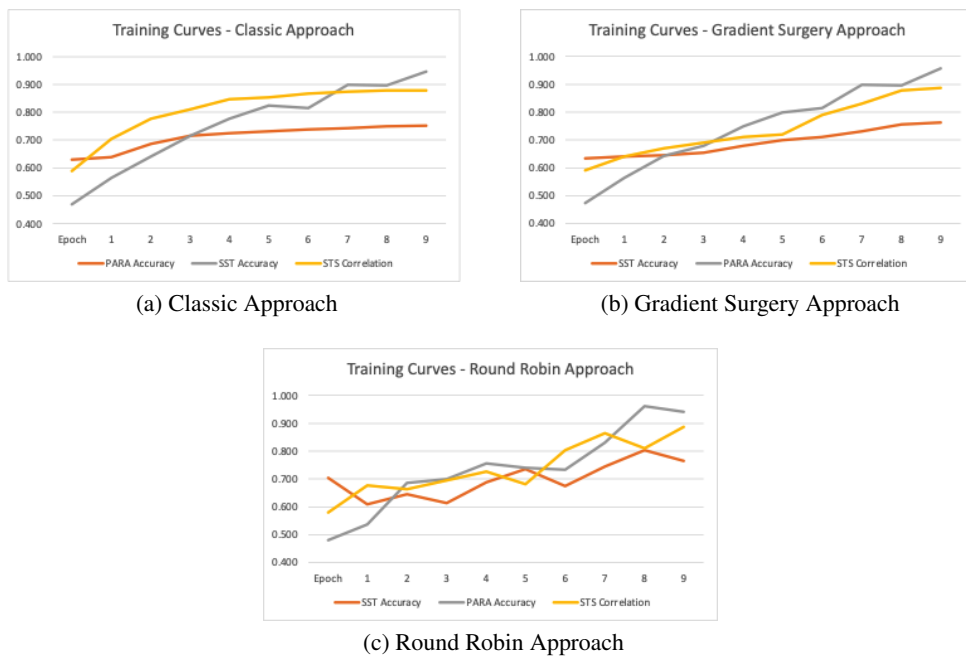 Training Curves - Classic Approach
1.000
0.900
0.800
0.700
0.600
0.500
0.400
Epoch 1 2 3 4 5 6 7 8 9
PARA Accuracy SST Accuracy STS Correlation
(a) Classic Approach
Training Curves - Gradient Surgery Approach
1.000
0.900
0.800
0.700
0.600
0.500
0.400
Epoch 1 2 3 4 5 6 7 8 9
SST Accuracy PARA Accuracy STS Correlation
(b) Gradient Surgery Approach
Training Curves - Round Robin Approach
1.000
0.900
0.800
0.700
0.600
0.500
0.400
Epoch 1 2 3 4 5 6 7 8 9
SST Accuracy PARA Accuracy STS Correlation
(c) Round Robin Approach